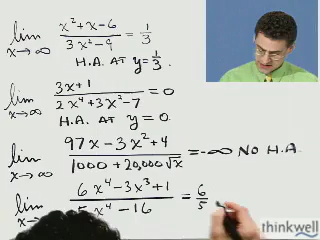 lim x→∞ x² + x - 6 / 3x² - 9 = 1/3
H.A. AT y = 1/3.
lim x→∞ 3x + 1 / 2x⁴ + 3x² - 7 = 0
H.A. AT y = 0.
lim x→∞ 97x - 3x² + 4 / 1000 + 20,000√x = -∞ NO H.A.
lim x→ 6x⁴ - 3x³ + 1 / 5x⁴ - 16 = 6/5
thinkwell